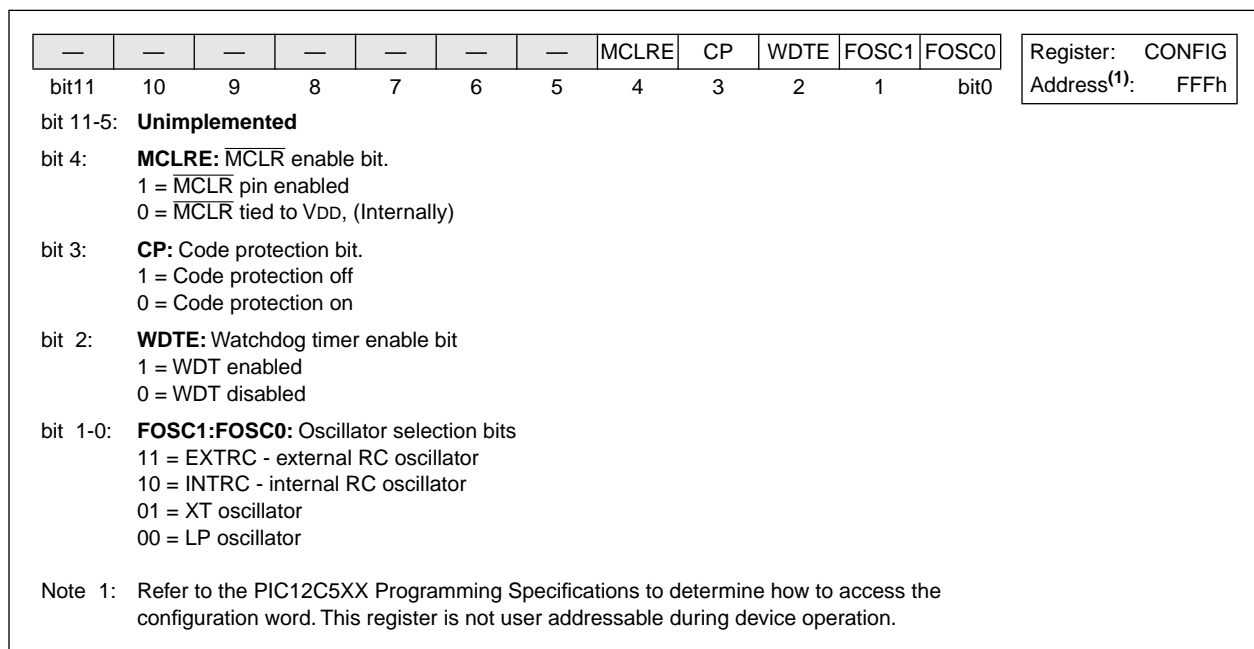 — — — — — — — MCLRE CP WDTE FOSC1 FOSC0 Register: CONFIG
bit11 10 9 8 7 6 5 4 3 2 1 bit0 Address(1): FFFh
bit 11-5: Unimplemented
bit 4: MCLRE: MCLR enable bit.
1 = MCLR pin enabled
0 = MCLR tied to VDD, (Internally)
bit 3: CP: Code protection bit.
1 = Code protection off
0 = Code protection on
bit 2: WDTE: Watchdog timer enable bit
1 = WDT enabled
0 = WDT disabled
bit 1-0: FOSC1:FOSC0: Oscillator selection bits
11 = EXTRC - external RC oscillator
10 = INTRC - internal RC oscillator
01 = XT oscillator
00 = LP oscillator
Note 1: Refer to the PIC12C5XX Programming Specifications to determine how to access the
configuration word. This register is not user addressable during device operation.